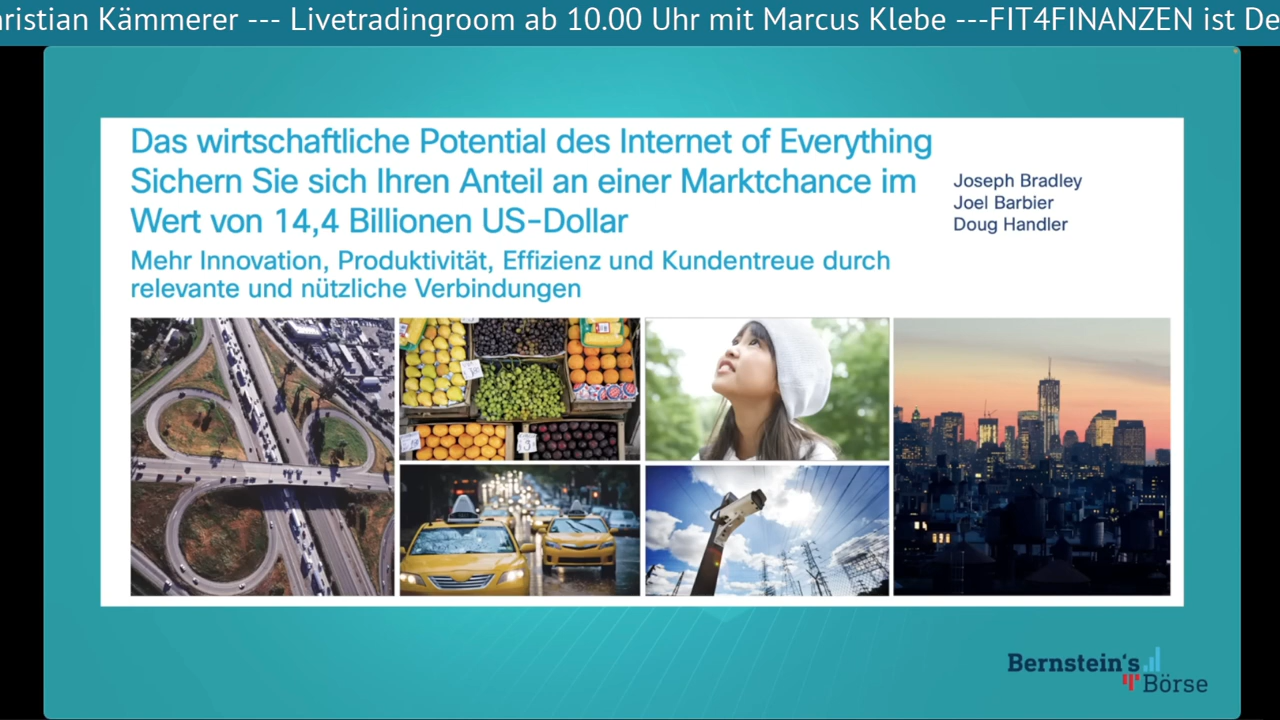 ristian Kämmerer --- Livetradingroom ab 10.00 Uhr mit Marcus Klebe ---FIT4FINANZEN ist De
Das wirtschaftliche Potential des Internet of Everything
Sichern Sie sich Ihren Anteil an einer Marktchance im
Wert von 14,4 Billionen US-Dollar
Joseph Bradley
Joel Barbier
Doug Handler
Mehr Innovation, Produktivität, Effizienz und Kundentreue durch
relevante und nützliche Verbindungen
Bernstein's
Börse